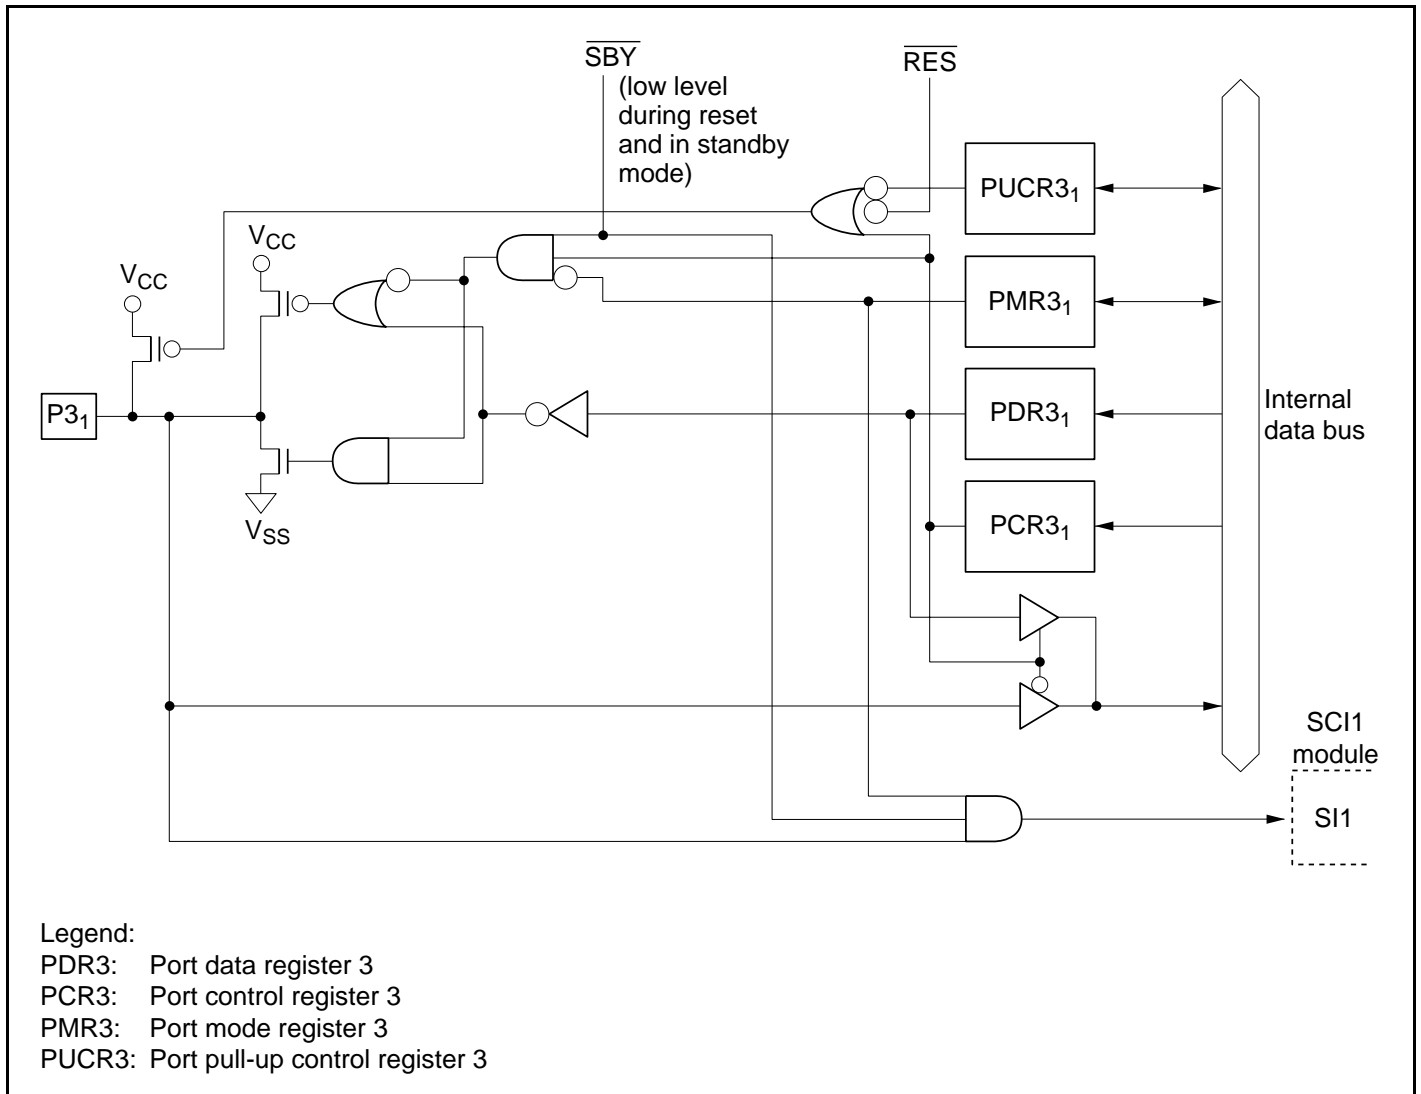 SBY
(low level
during reset
and in standby
mode)
RES
PUCR3₁
VCC
VCC
PMR3₁
P3₁
PDR3₁
Internal
data bus
VSS
PCR3₁
SCI1
module
SI1
Legend:
PDR3: Port data register 3
PCR3: Port control register 3
PMR3: Port mode register 3
PUCR3: Port pull-up control register 3